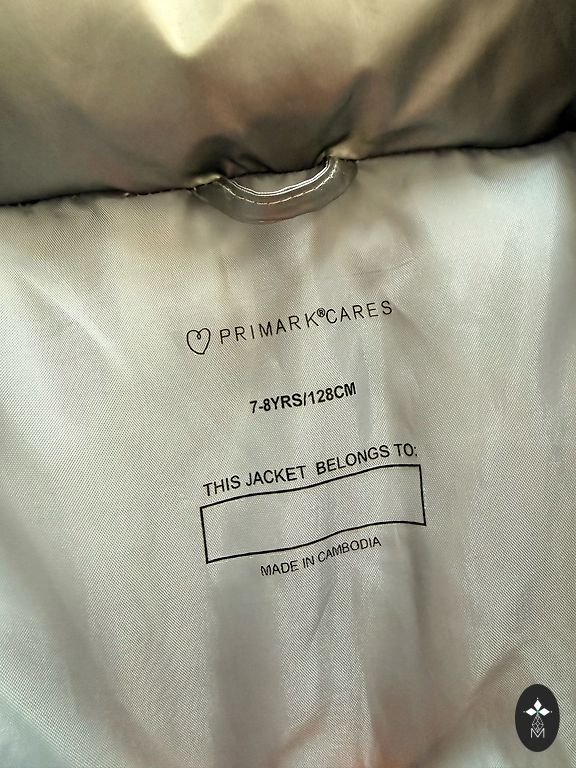 PRIMARK®CARES
7-8YRS/128CM
THIS JACKET BELONGS TO:
MADE IN CAMBODIA
M